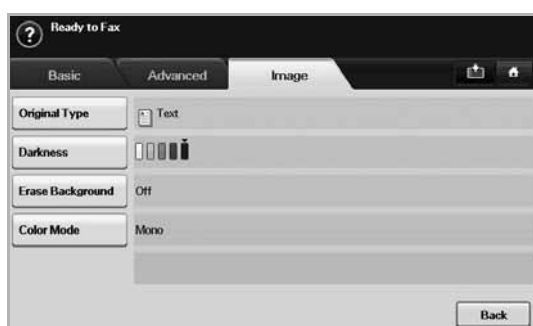 Ready to Fax
Basic
Advanced
Image
Original Type
Text
Darkness
Erase Background
Off
Color Mode
Mono
Back